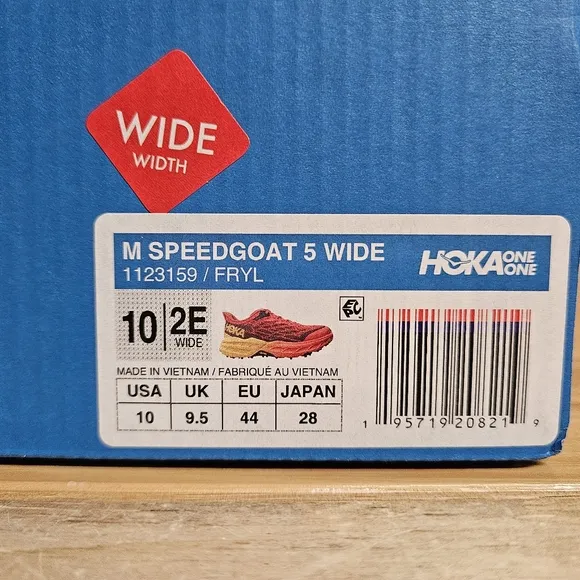 WIDE
WIDTH
M SPEEDGOAT 5 WIDE
1123159 / FRYL
HOKA ONE ONE
10 2E
WIDE
HOKA
MADE IN VIETNAM / FABRIQUÉ AU VIETNAM
USA UK EU JAPAN
10 9.5 44 28
1 95719 20821 9